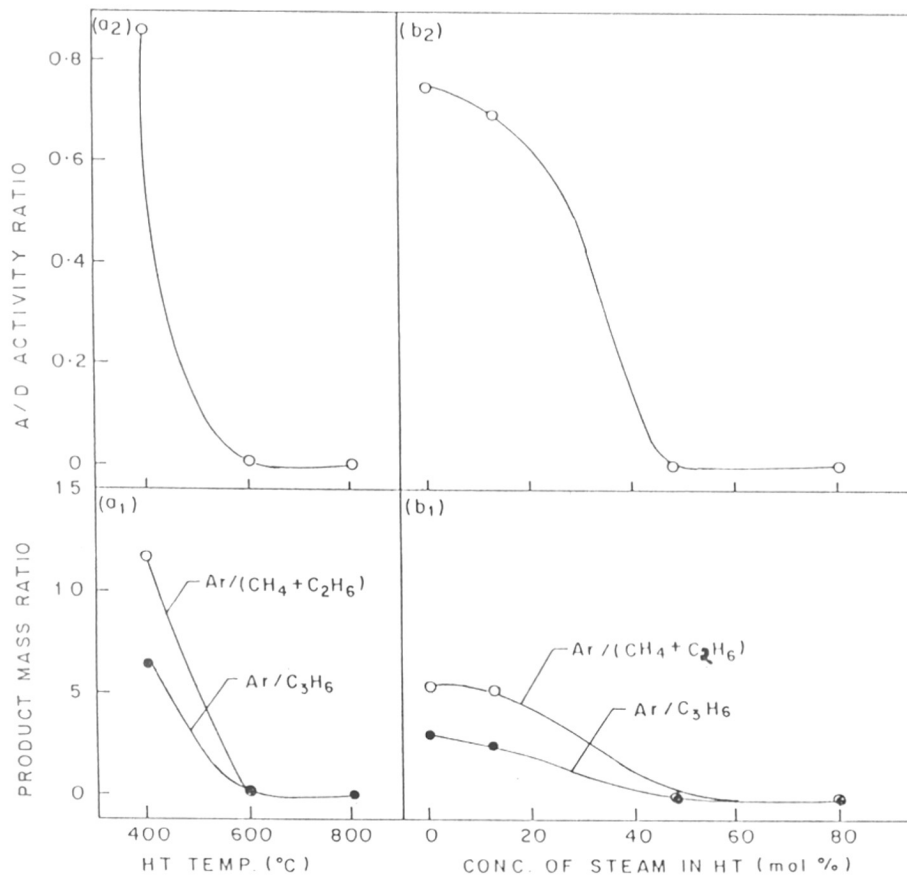 (a2)
(b2)
0·8
0·6
0·4
0·2
0
A/D ACTIVITY RATIO
(a1)
(b1)
15
10
5
0
PRODUCT MASS RATIO
Ar/(CH4 + C2H6)
Ar/C3H6
Ar/(CH4 + C2H6)
Ar/C3H6
400 600 800
0 20 40 60 80
HT TEMP. (°C)
CONC. OF STEAM IN HT (mol %)